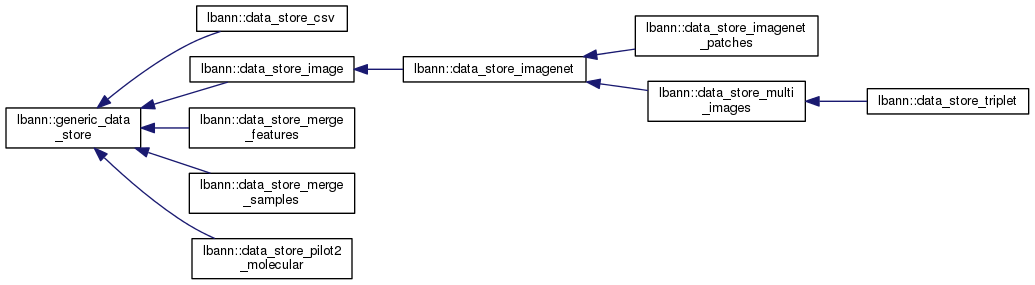 lbann::data_store_csv
lbann::data_store_imagenet
_patches
lbann::data_store_image
lbann::data_store_imagenet
lbann::data_store_multi
_images
lbann::data_store_triplet
lbann::generic_data
_store
lbann::data_store_merge
_features
lbann::data_store_merge
_samples
lbann::data_store_pilot2
_molecular